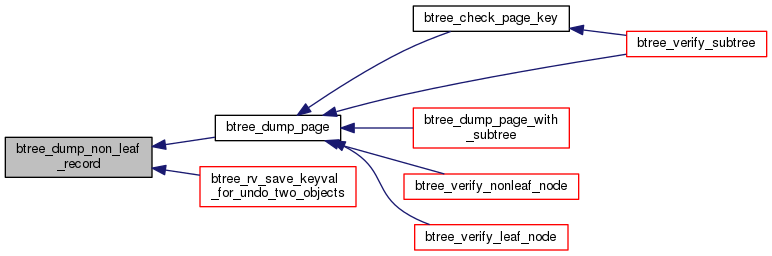 btree_check_page_key
btree_verify_subtree
btree_dump_page
btree_dump_page_with
_subtree
btree_dump_non_leaf
_record
btree_rv_save_keyval
_for_undo_two_objects
btree_verify_nonleaf_node
btree_verify_leaf_node